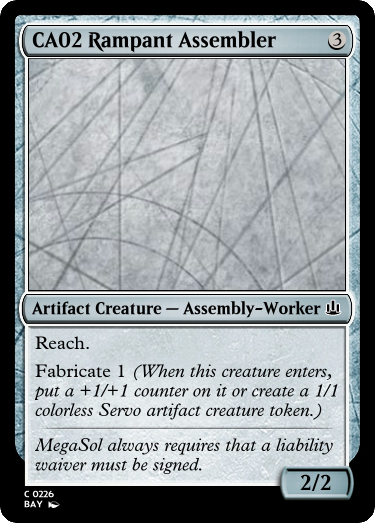 CA02 Rampant Assembler 3
Artifact Creature — Assembly-Worker
Reach.
Fabricate 1 (When this creature enters,
put a +1/+1 counter on it or create a 1/1
colorless Servo artifact creature token.)
MegaSol always requires that a liability
waiver must be signed.
2/2
C 0226
BAY